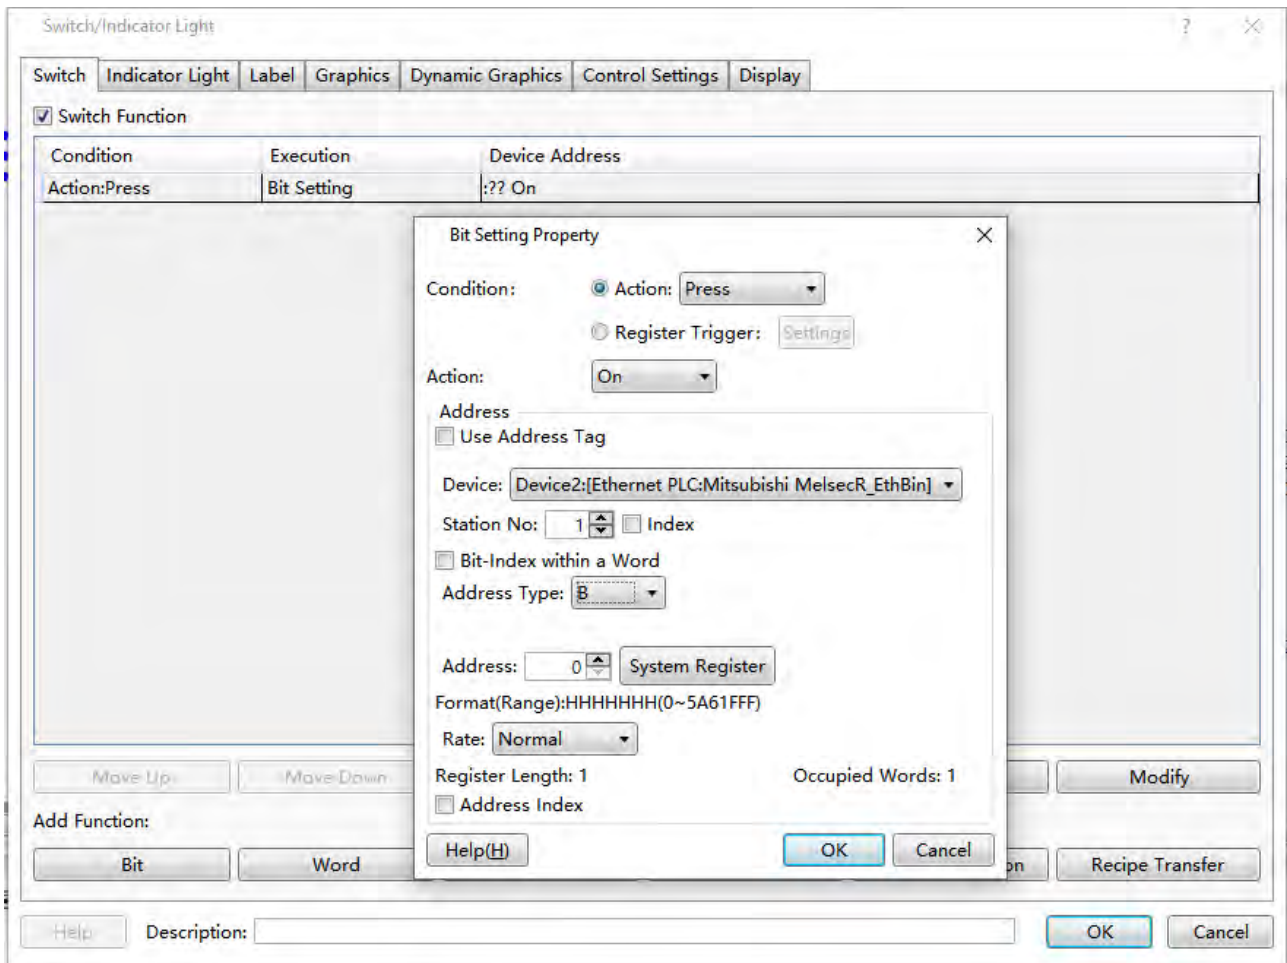 Switch/Indicator Light
Switch Indicator Light Label Graphics Dynamic Graphics Control Settings Display
Switch Function
Condition Execution Device Address
Action:Press Bit Setting :?? On
Bit Setting Property
Condition: Action: Press
Register Trigger: Settings
Action: On
Address
Use Address Tag
Device: Device2:[Ethernet PLC:Mitsubishi MelsecR_EthBin]
Station No: 1 Index
Bit-Index within a Word
Address Type: B
Address: 0 System Register
Format(Range):HHHHHHH(0~5A61FFF)
Rate: Normal
Register Length: 1 Occupied Words: 1
Address Index
Help(H) OK Cancel
Move Up Move Down Modify
Add Function:
Bit Word on Recipe Transfer
Help Description: OK Cancel